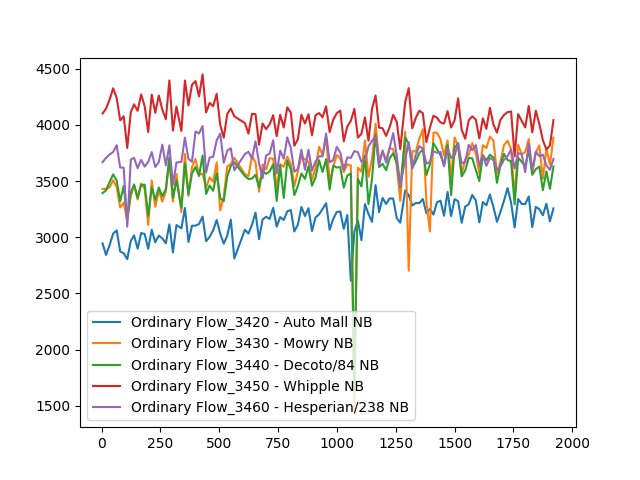 4500
4000
3500
3000
2500
2000
1500
Ordinary Flow_3420 - Auto Mall NB
Ordinary Flow_3430 - Mowry NB
Ordinary Flow_3440 - Decoto/84 NB
Ordinary Flow_3450 - Whipple NB
Ordinary Flow_3460 - Hesperian/238 NB
0 250 500 750 1000 1250 1500 1750 2000